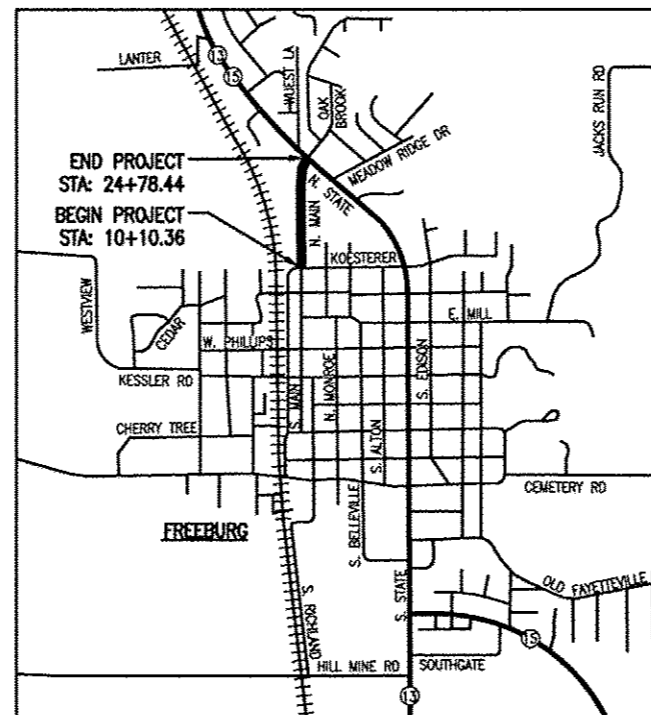 LANTER
13
15
WUEST LA
OAK
BROOK
JACKS RUN RD
END PROJECT
STA: 24+78.44
MEADOW RIDGE DR
N. STATE
BEGIN PROJECT
STA: 10+10.36
N. MAIN
KOESTERER
WESTVIEW
CEDAR
E. MILL
W. PHILLIPS
KESSLER RD
S. MAIN
N. MONROE
S. EDISON
CHERRY TREE
S. ALTON
CEMETERY RD
FREEBURG
S. BELLEVILLE
S. RICHLAND
S. STATE
OLD FAYETTEVILLE
15
HILL MINE RD
SOUTHGATE
13